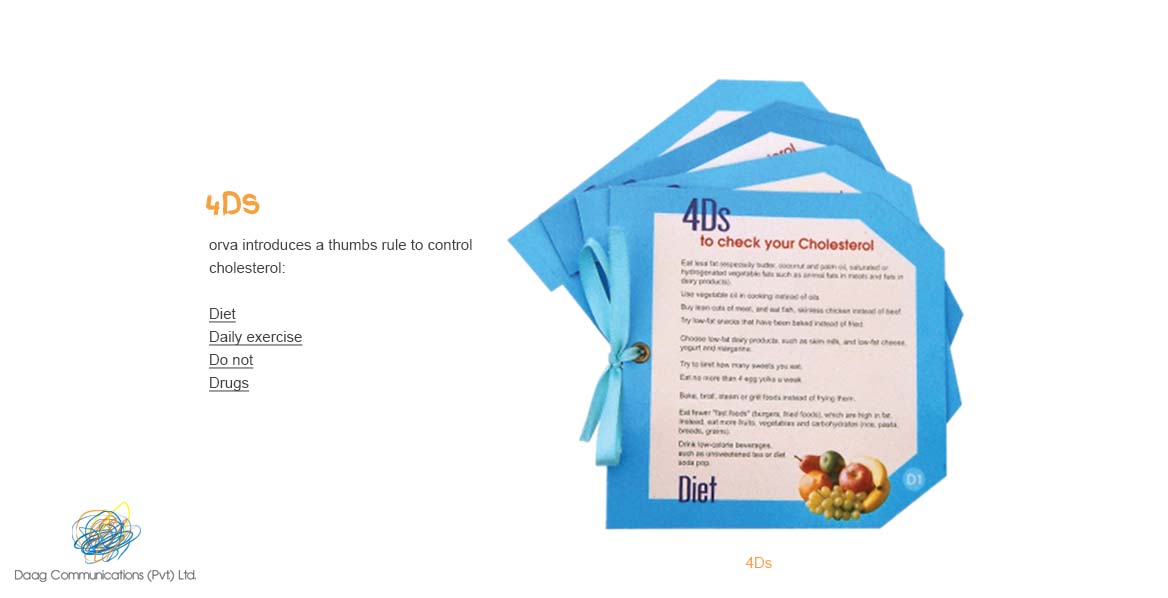 4DS
orva introduces a thumbs rule to control
cholesterol:
Diet
Daily exercise
Do not
Drugs
erol
4Ds
to check your Cholesterol
Eat less fat (especially butter, coconut and palm oil, saturated or
hydrogenated vegetable fats such as animal fats in meats and fats in
dairy products).
Use vegetable oil in cooking instead of oils
Buy lean cuts of meat, and eat fish, skinless chicken instead of beef.
Try low-fat snacks that have been baked instead of fried.
Choose low-fat dairy products, such as skim milk, and low-fat cheese,
yogurt and margarine.
Try to limit how many sweets you eat.
Eat no more than 4 egg yolks a week.
Bake, broil, steam or grill foods instead of frying them.
Eat fewer "fast foods" (burgers, fried foods), which are high in fat.
Instead, eat more fruits, vegetables and carbohydrates (rice, pasta,
breads, grains).
Drink low-calorie beverages,
such as unsweetened tea or diet
soda pop.
Diet
D1
4Ds
Daag Communications (Pvt) Ltd.